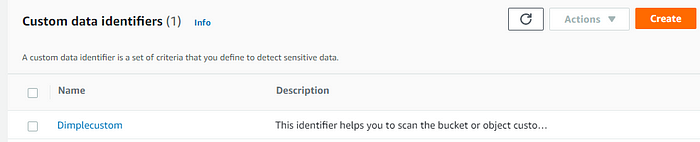 Custom data identifiers (1) Info
Actions ▼
Create
A custom data identifier is a set of criteria that you define to detect sensitive data.
Name Description
Dimplecustom This identifier helps you to scan the bucket or object custo…